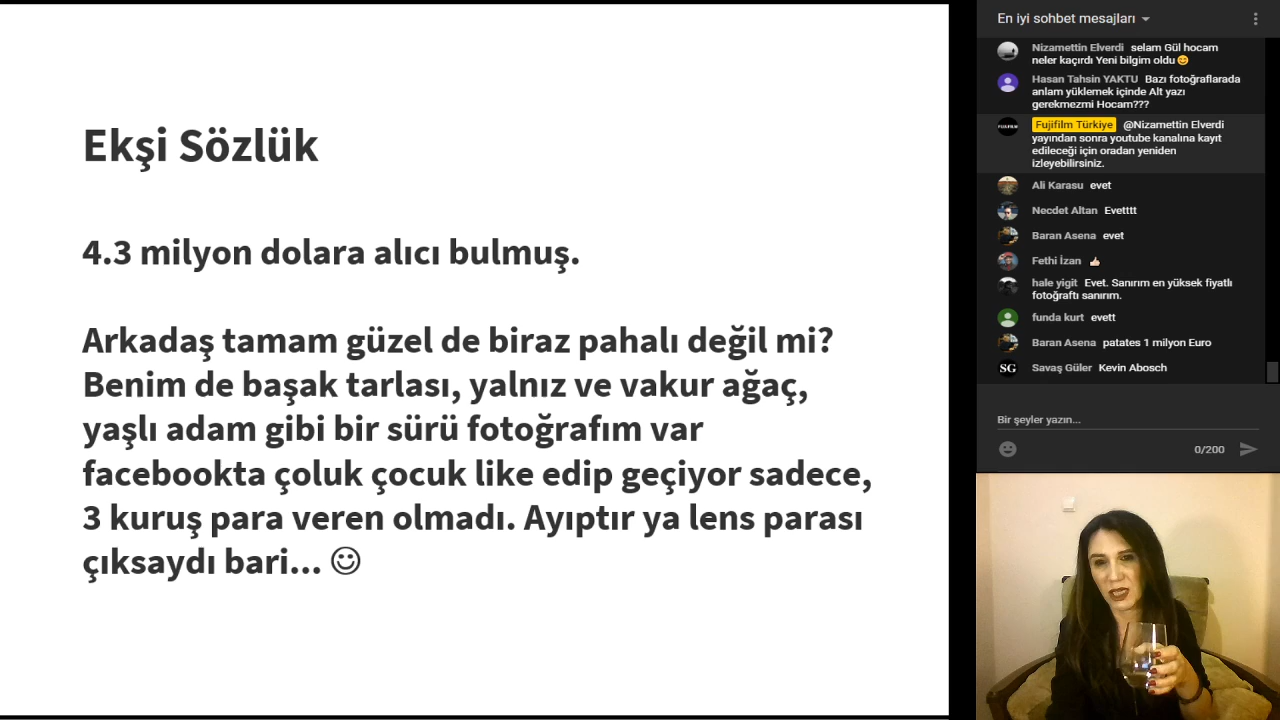 Ekşi Sözlük
4.3 milyon dolara alıcı bulmuş.
Arkadaş tamam güzel de biraz pahalı değil mi?
Benim de başak tarlası, yalnız ve vakur ağaç,
yaşlı adam gibi bir sürü fotoğrafım var
facebookta çoluk çocuk like edip geçiyor sadece,
3 kuruş para veren olmadı. Ayıptır ya lens parası
çıksaydı bari... ☺
En iyi sohbet mesajları
Nizamettin Elverdi selam Gül hocam
neler kaçırdı Yeni bilgim oldu😊
Hasan Tahsin YAKTU Bazı fotoğraflarada
anlam yüklemek içinde Alt yazı
gerekmezmi Hocam???
FUJIFILM
Fujifilm Türkiye @Nizamettin Elverdi
yayından sonra youtube kanalına kayıt
edileceği için oradan yeniden
izleyebilirsiniz.
Ali Karasu evet
Necdet Altan Evetttt
Baran Asena evet
Fethi İzan 👍🏻
hale yigit Evet. Sanırım en yüksek fiyatlı
fotoğraftı sanırım.
funda kurt evett
Baran Asena patates 1 milyon Euro
SG Savaş Güler Kevin Abosch
Bir şeyler yazın...
0/200